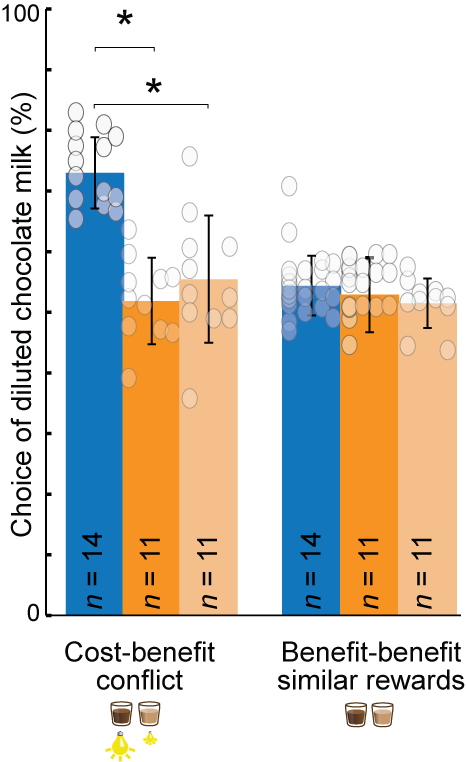 100
Choice of diluted chocolate milk (%)
0
*
*
n = 14
n = 11
n = 11
n = 14
n = 11
n = 11
Cost-benefit
conflict
Benefit-benefit
similar rewards